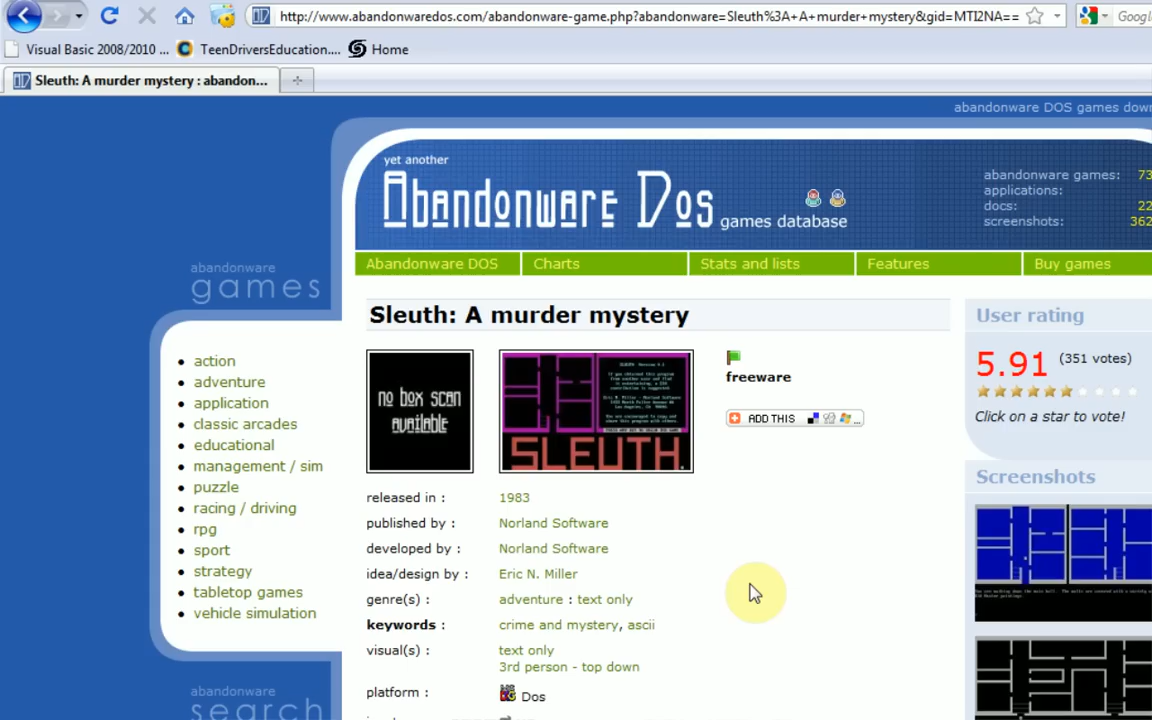 http://www.abandonwaredos.com/abandonware-game.php?abandonware=Sleuth%3A+A+murder+mystery&gid=MTI2NA==
Visual Basic 2008/2010 ...
TeenDriversEducation....
Home
Sleuth: A murder mystery : abandon...
abandonware DOS games
yet another
Abandonware Dos
games database
abandonware games: 73
applications:
docs: 22
screenshots: 362
Abandonware DOS
Charts
Stats and lists
Features
Buy games
abandonware
games
action
adventure
application
classic arcades
educational
management / sim
puzzle
racing / driving
rpg
sport
strategy
tabletop games
vehicle simulation
abandonware
search
Sleuth: A murder mystery
no box scan
available
SLEUTH
freeware
ADD THIS
...
released in : 1983
published by : Norland Software
developed by : Norland Software
idea/design by : Eric N. Miller
genre(s) : adventure : text only
keywords : crime and mystery, ascii
visual(s) : text only
3rd person - top down
platform : Dos
User rating
5.91 (351 votes)
Click on a star to vote!
Screenshots